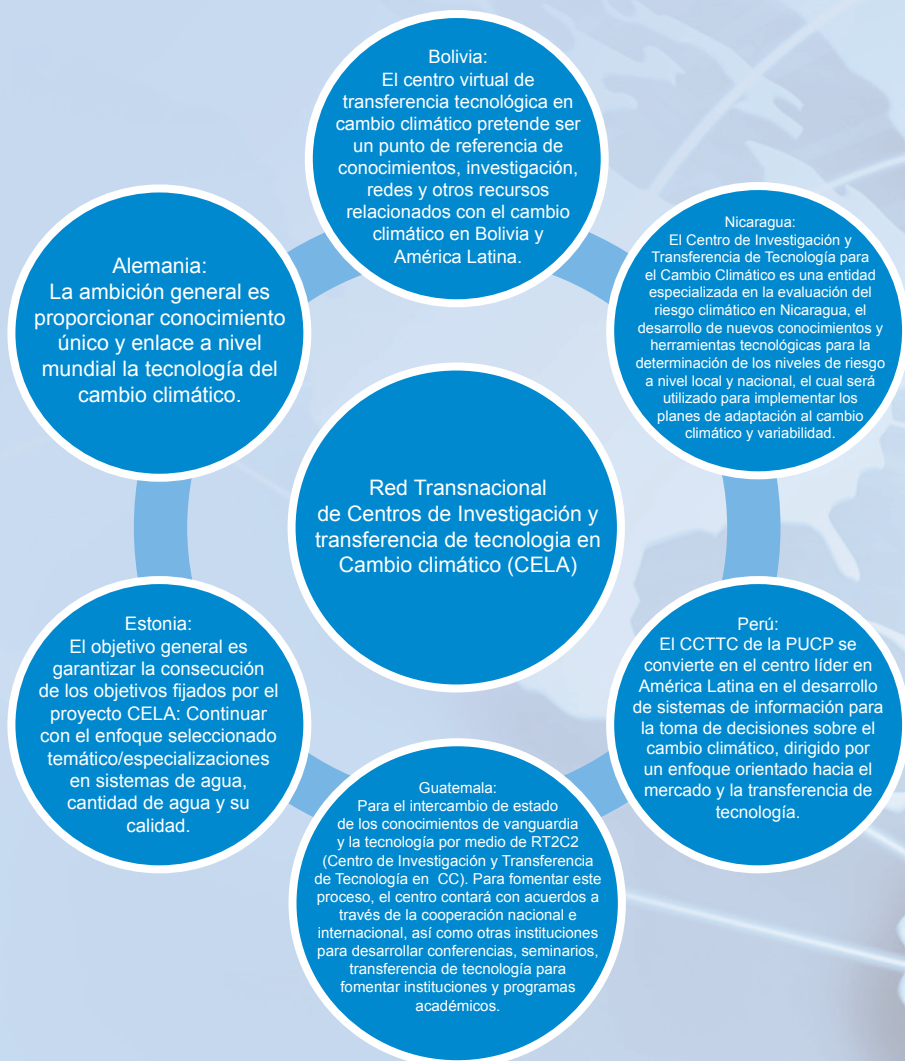 Bolivia:
El centro virtual de
transferencia tecnológica en
cambio climático pretende ser
un punto de referencia de
conocimientos, investigación,
redes y otros recursos
relacionados con el cambio
climático en Bolivia y
América Latina.
Nicaragua:
El Centro de Investigación y
Transferencia de Tecnología para
el Cambio Climático es una entidad
especializada en la evaluación del
riesgo climático en Nicaragua, el
desarrollo de nuevos conocimientos y
herramientas tecnológicas para la
determinación de los niveles de riesgo
a nivel local y nacional, el cual será
utilizado para implementar los
planes de adaptación al cambio
climático y variabilidad.
Alemania:
La ambición general es
proporcionar conocimiento
único y enlace a nivel
mundial la tecnología del
cambio climático.
Red Transnacional
de Centros de Investigación y
transferencia de tecnologia en
Cambio climático (CELA)
Estonia:
El objetivo general es
garantizar la consecución
de los objetivos fijados por el
proyecto CELA: Continuar
con el enfoque seleccionado
temático/especializaciones
en sistemas de agua,
cantidad de agua y su
calidad.
Perú:
El CCTTC de la PUCP se
convierte en el centro líder en
América Latina en el desarrollo
de sistemas de información para
la toma de decisiones sobre el
cambio climático, dirigido por
un enfoque orientado hacia el
mercado y la transferencia de
tecnología.
Guatemala:
Para el intercambio de estado
de los conocimientos de vanguardia
y la tecnología por medio de RT2C2
(Centro de Investigación y Transferencia
de Tecnología en CC). Para fomentar este
proceso, el centro contará con acuerdos a
través de la cooperación nacional e
internacional, así como otras instituciones
para desarrollar conferencias, seminarios,
transferencia de tecnología para
fomentar instituciones y programas
académicos.